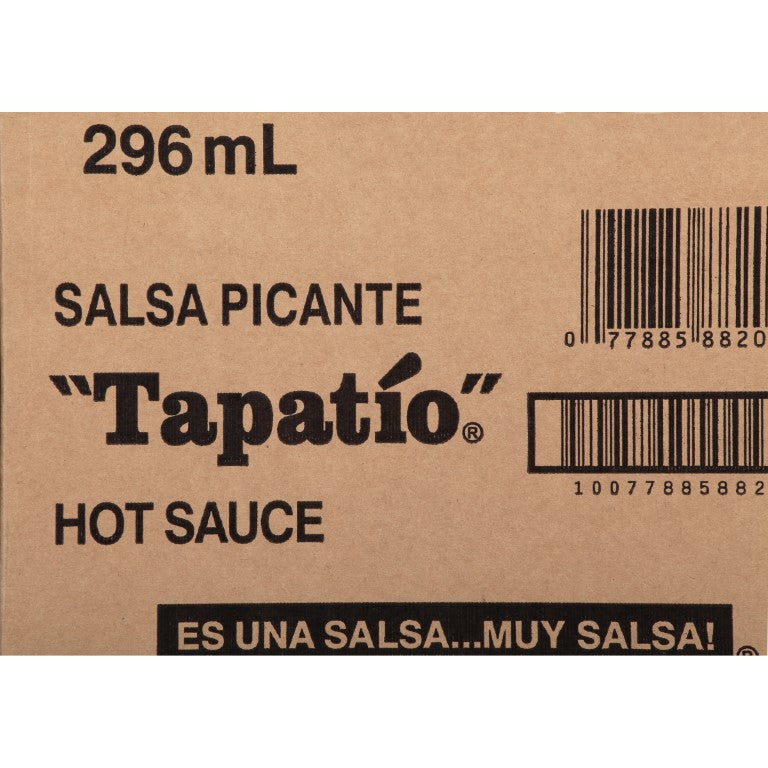 296 mL
SALSA PICANTE
"Tapatío"®
HOT SAUCE
0 77885 8820
10077885882
ES UNA SALSA...MUY SALSA!
®